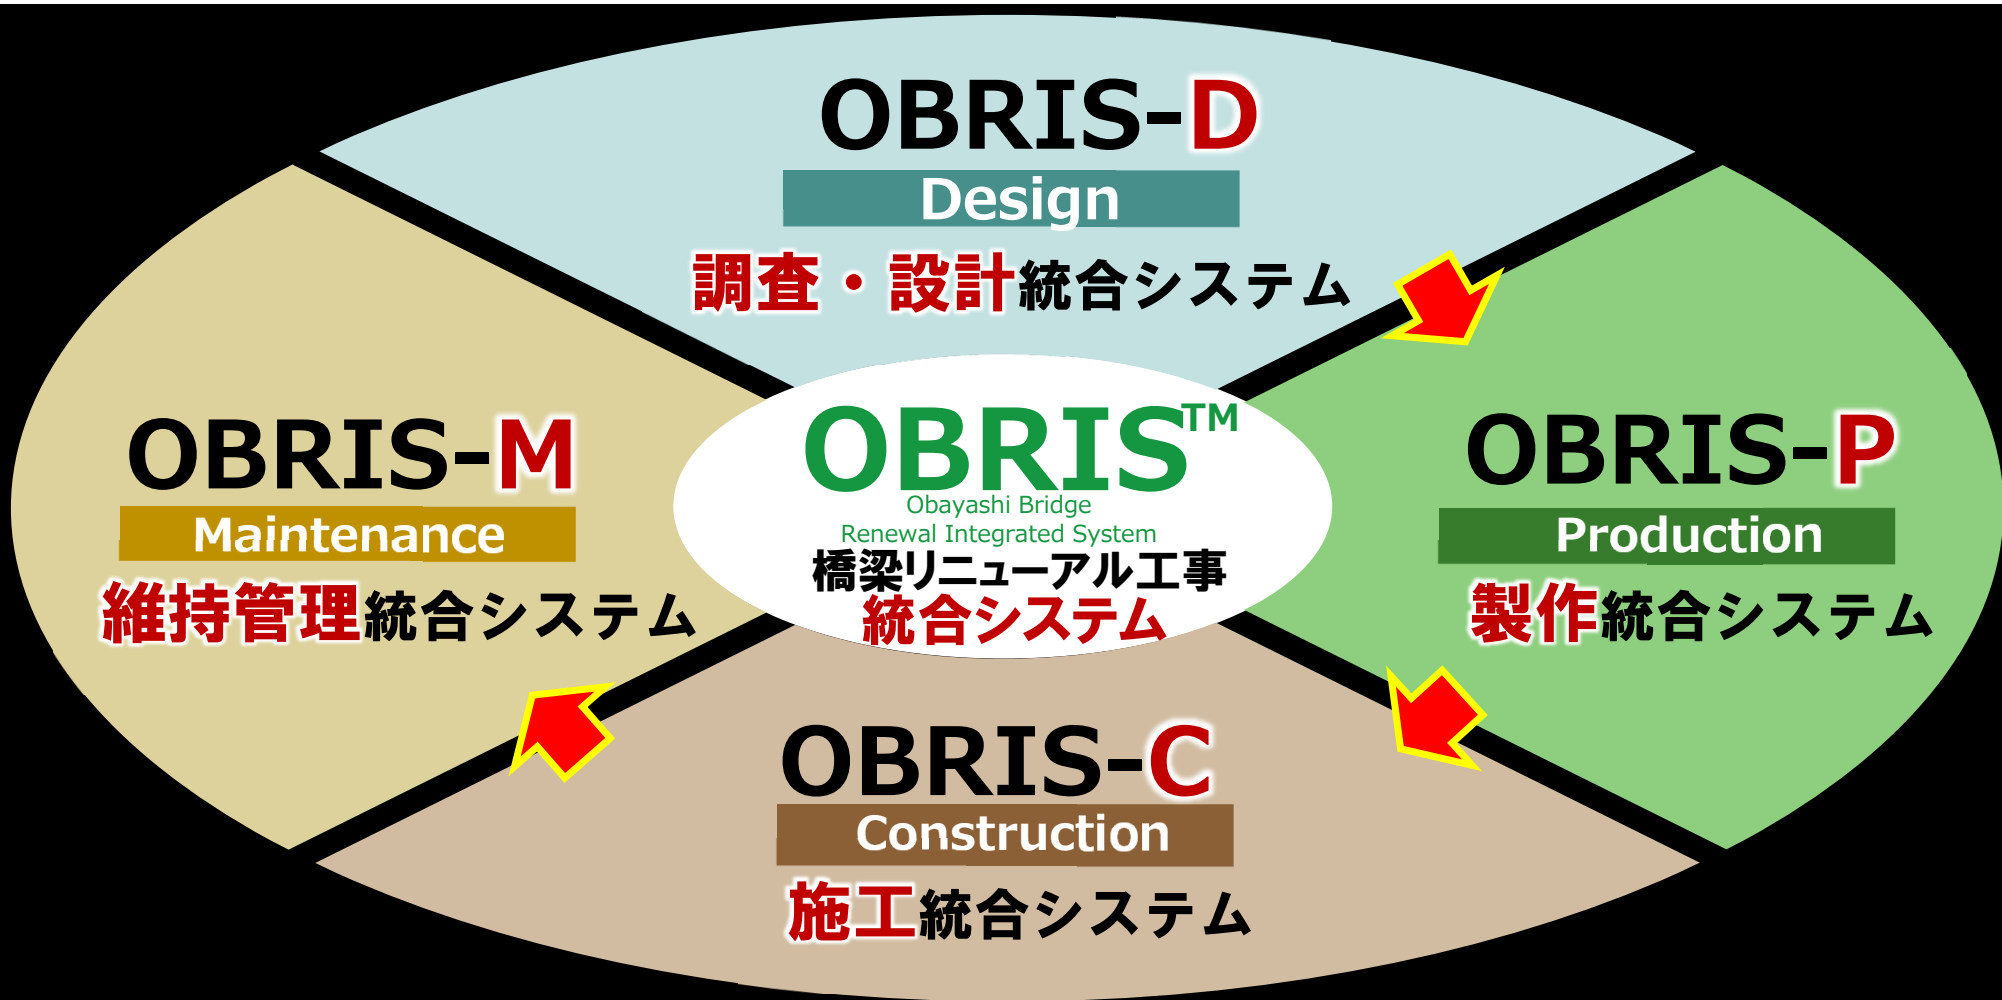 OBRIS-D
Design
調査・設計統合システム
OBRIS-M
Maintenance
維持管理統合システム
OBRIS™
Obayashi Bridge
Renewal Integrated System
橋梁リニューアル工事
統合システム
OBRIS-P
Production
製作統合システム
OBRIS-C
Construction
施工統合システム